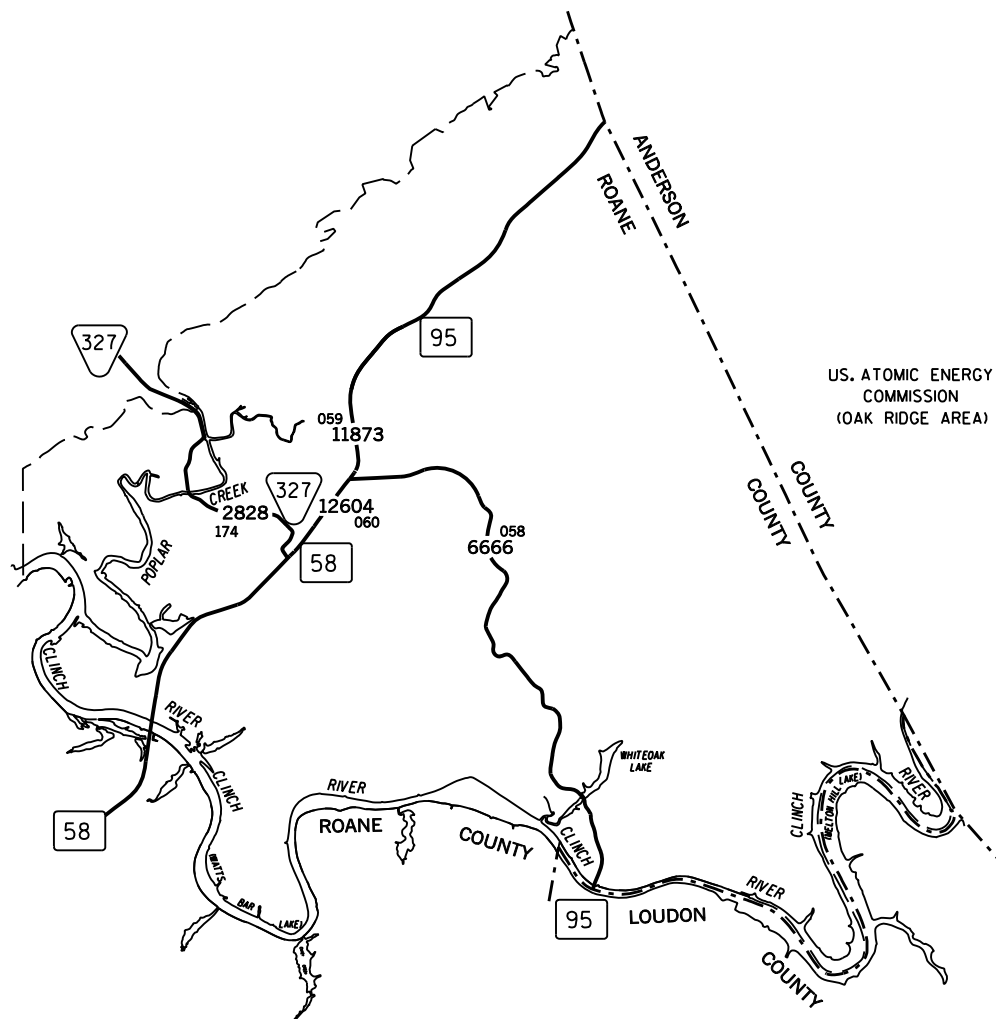 ANDERSON
ROANE
95
327
US. ATOMIC ENERGY
COMMISSION
(OAK RIDGE AREA)
059
11873
COUNTY
COUNTY
327
CREEK
2828
174
12604
060
058
6666
58
POPLAR
CLINCH
RIVER
CLINCH
WHITEOAK
LAKE
RIVER
ROANE
COUNTY
CLINCH
58
CLINCH
(MELTON HILL LAKE)
RIVER
(WATTS
BAR
LAKE)
95
LOUDON
RIVER
COUNTY